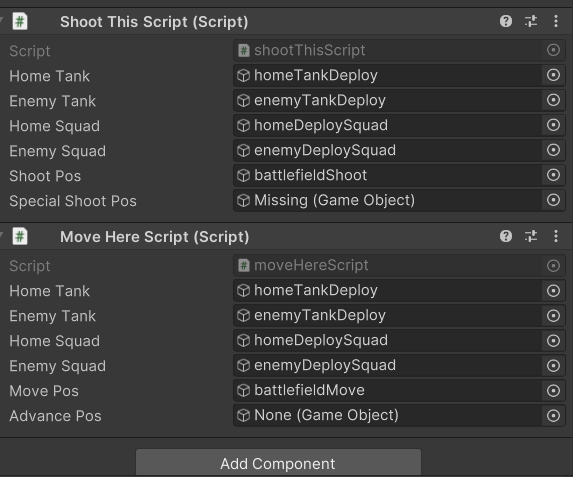 Shoot This Script (Script)
Script shootThisScript
Home Tank homeTankDeploy
Enemy Tank enemyTankDeploy
Home Squad homeDeploySquad
Enemy Squad enemyDeploySquad
Shoot Pos battlefieldShoot
Special Shoot Pos Missing (Game Object)
Move Here Script (Script)
Script moveHereScript
Home Tank homeTankDeploy
Enemy Tank enemyTankDeploy
Home Squad homeDeploySquad
Enemy Squad enemyDeploySquad
Move Pos battlefieldMove
Advance Pos None (Game Object)
Add Component